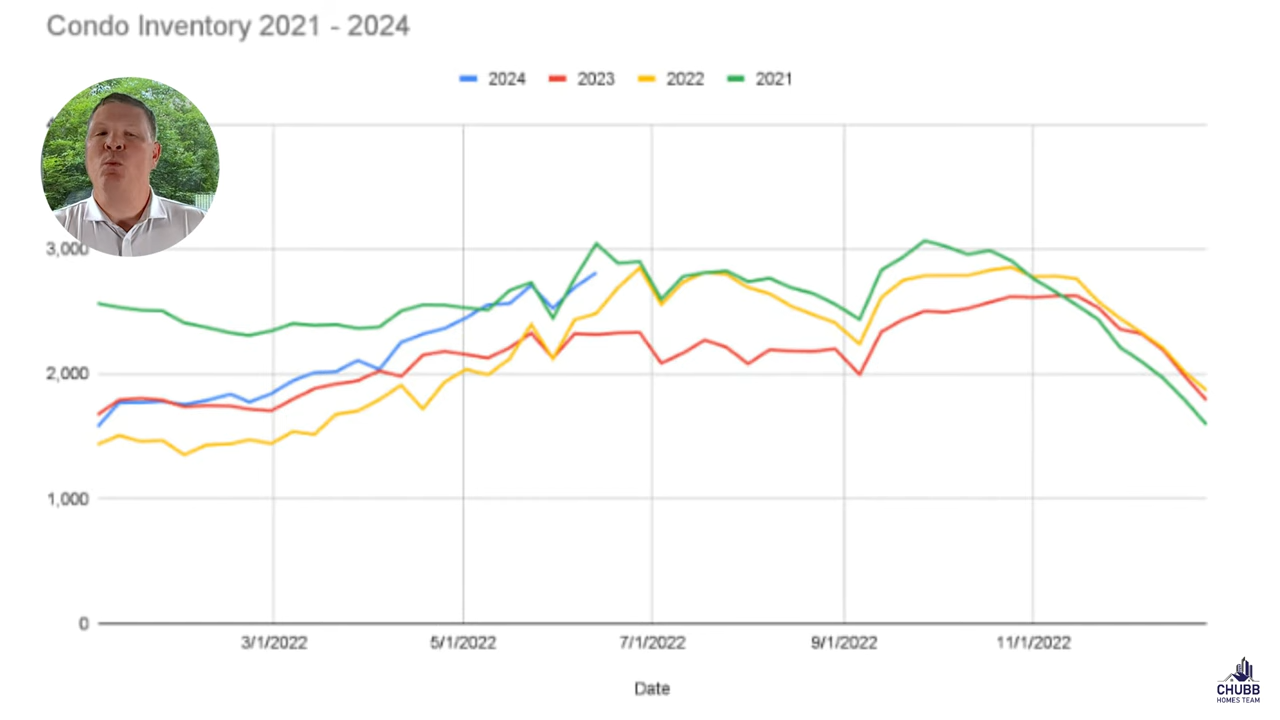 Condo Inventory 2021 - 2024
2024 2023 2022 2021
3,000
2,000
1,000
0
3/1/2022 5/1/2022 7/1/2022 9/1/2022 11/1/2022
Date
CHUBB
HOMES TEAM